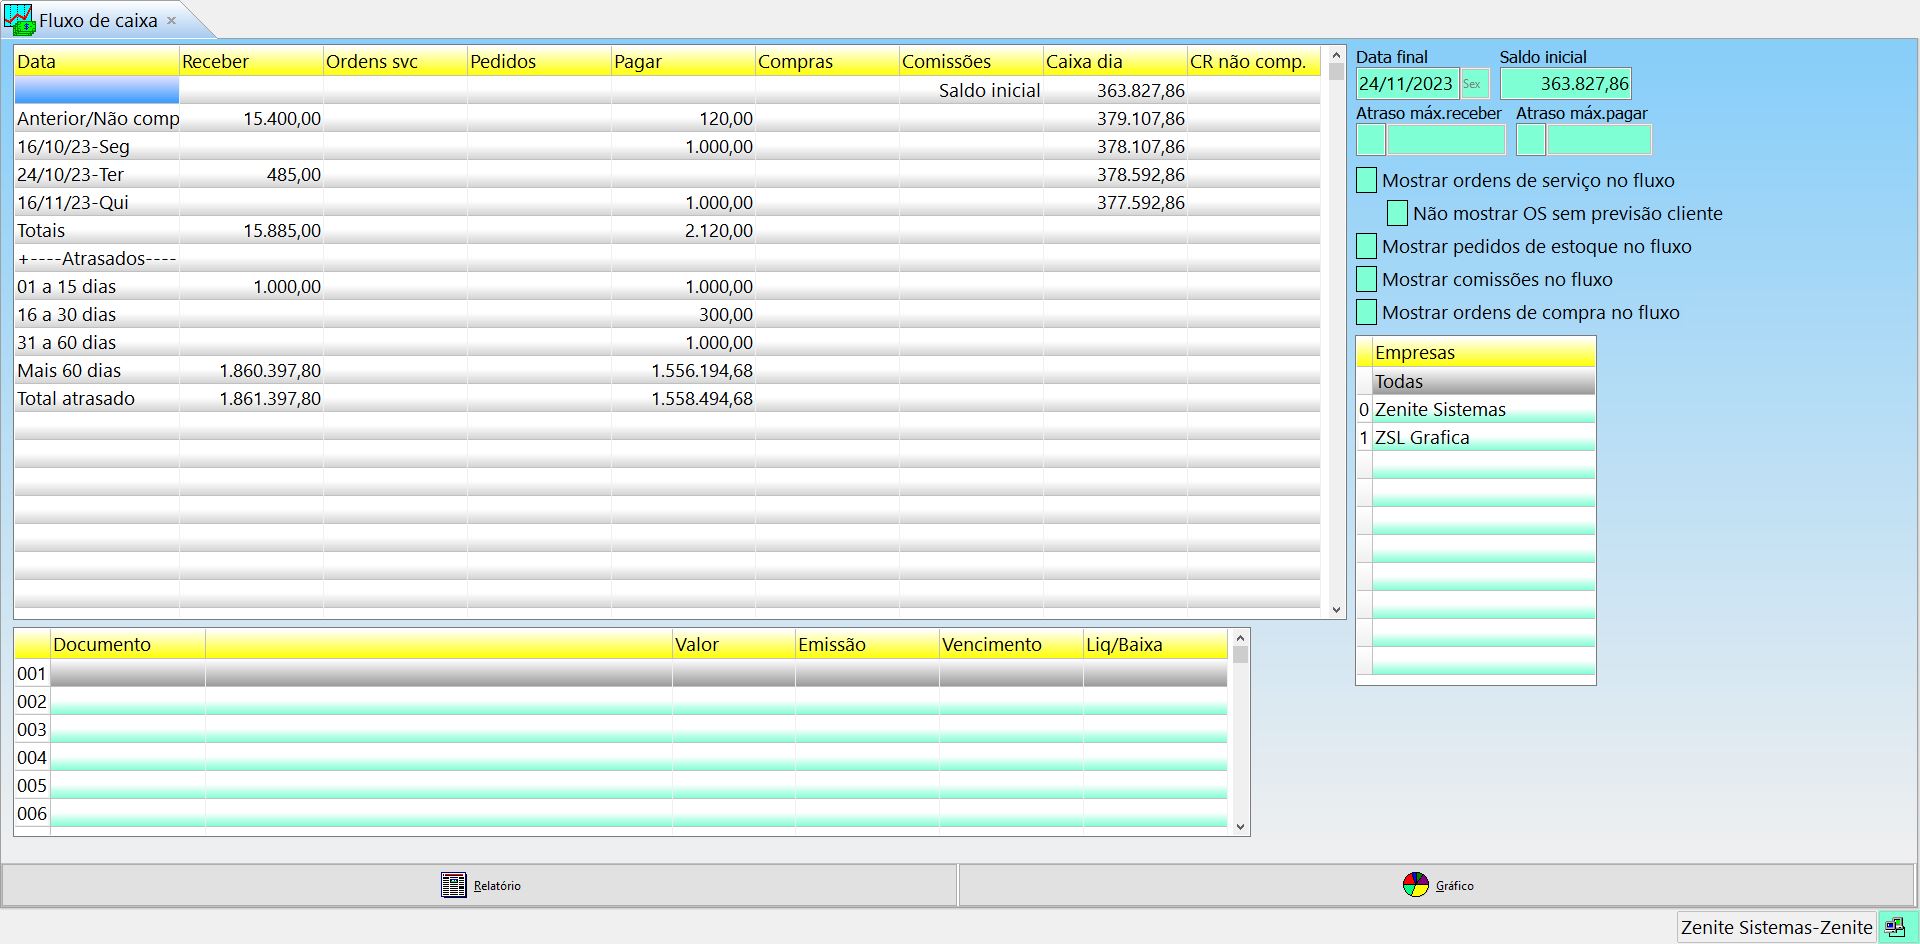 Fluxo de caixa ×
Data Receber Ordens svc Pedidos Pagar Compras Comissões Caixa dia CR não comp.
Saldo inicial 363.827,86
Anterior/Não comp 15.400,00 120,00 379.107,86
16/10/23-Seg 1.000,00 378.107,86
24/10/23-Ter 485,00 378.592,86
16/11/23-Qui 1.000,00 377.592,86
Totais 15.885,00 2.120,00
+----Atrasados----
01 a 15 dias 1.000,00 1.000,00
16 a 30 dias 300,00
31 a 60 dias 1.000,00
Mais 60 dias 1.860.397,80 1.556.194,68
Total atrasado 1.861.397,80 1.558.494,68
Data final Saldo inicial
24/11/2023 Sex 363.827,86
Atraso máx.receber Atraso máx.pagar
Mostrar ordens de serviço no fluxo
Não mostrar OS sem previsão cliente
Mostrar pedidos de estoque no fluxo
Mostrar comissões no fluxo
Mostrar ordens de compra no fluxo
Empresas
Todas
0 Zenite Sistemas
1 ZSL Grafica
Documento Valor Emissão Vencimento Liq/Baixa
001
002
003
004
005
006
Relatório Gráfico
Zenite Sistemas-Zenite